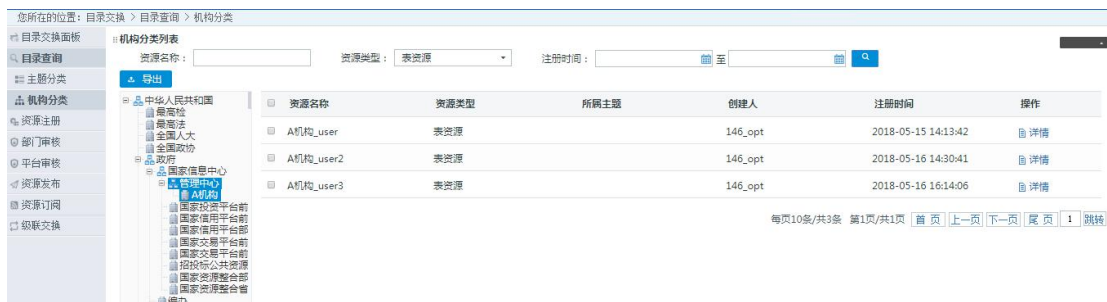 您所在的位置：目录交换 > 目录查询 > 机构分类
目录交换面板
目录查询
主题分类
机构分类
资源注册
部门审核
平台审核
资源发布
资源订阅
级联交换
机构分类列表
资源名称： 资源类型： 表资源 注册时间： 至
导出
中华人民共和国
最高检
最高法
全国人大
全国政协
政府
国家信息中心
管理中心
A机构
国家投资平台前
国家信用平台前
国家信用平台部
国家交易平台前
国家交易平台前
招投标公共资源
国家资源整合部
国家资源整合省
编办
资源名称 资源类型 所属主题 创建人 注册时间 操作
A机构_user 表资源 146_opt 2018-05-15 14:13:42 详情
A机构_user2 表资源 146_opt 2018-05-16 14:30:41 详情
A机构_user3 表资源 146_opt 2018-05-16 16:14:06 详情
每页10条/共3条 第1页/共1页 首 页 上一页 下一页 尾 页 1 跳转